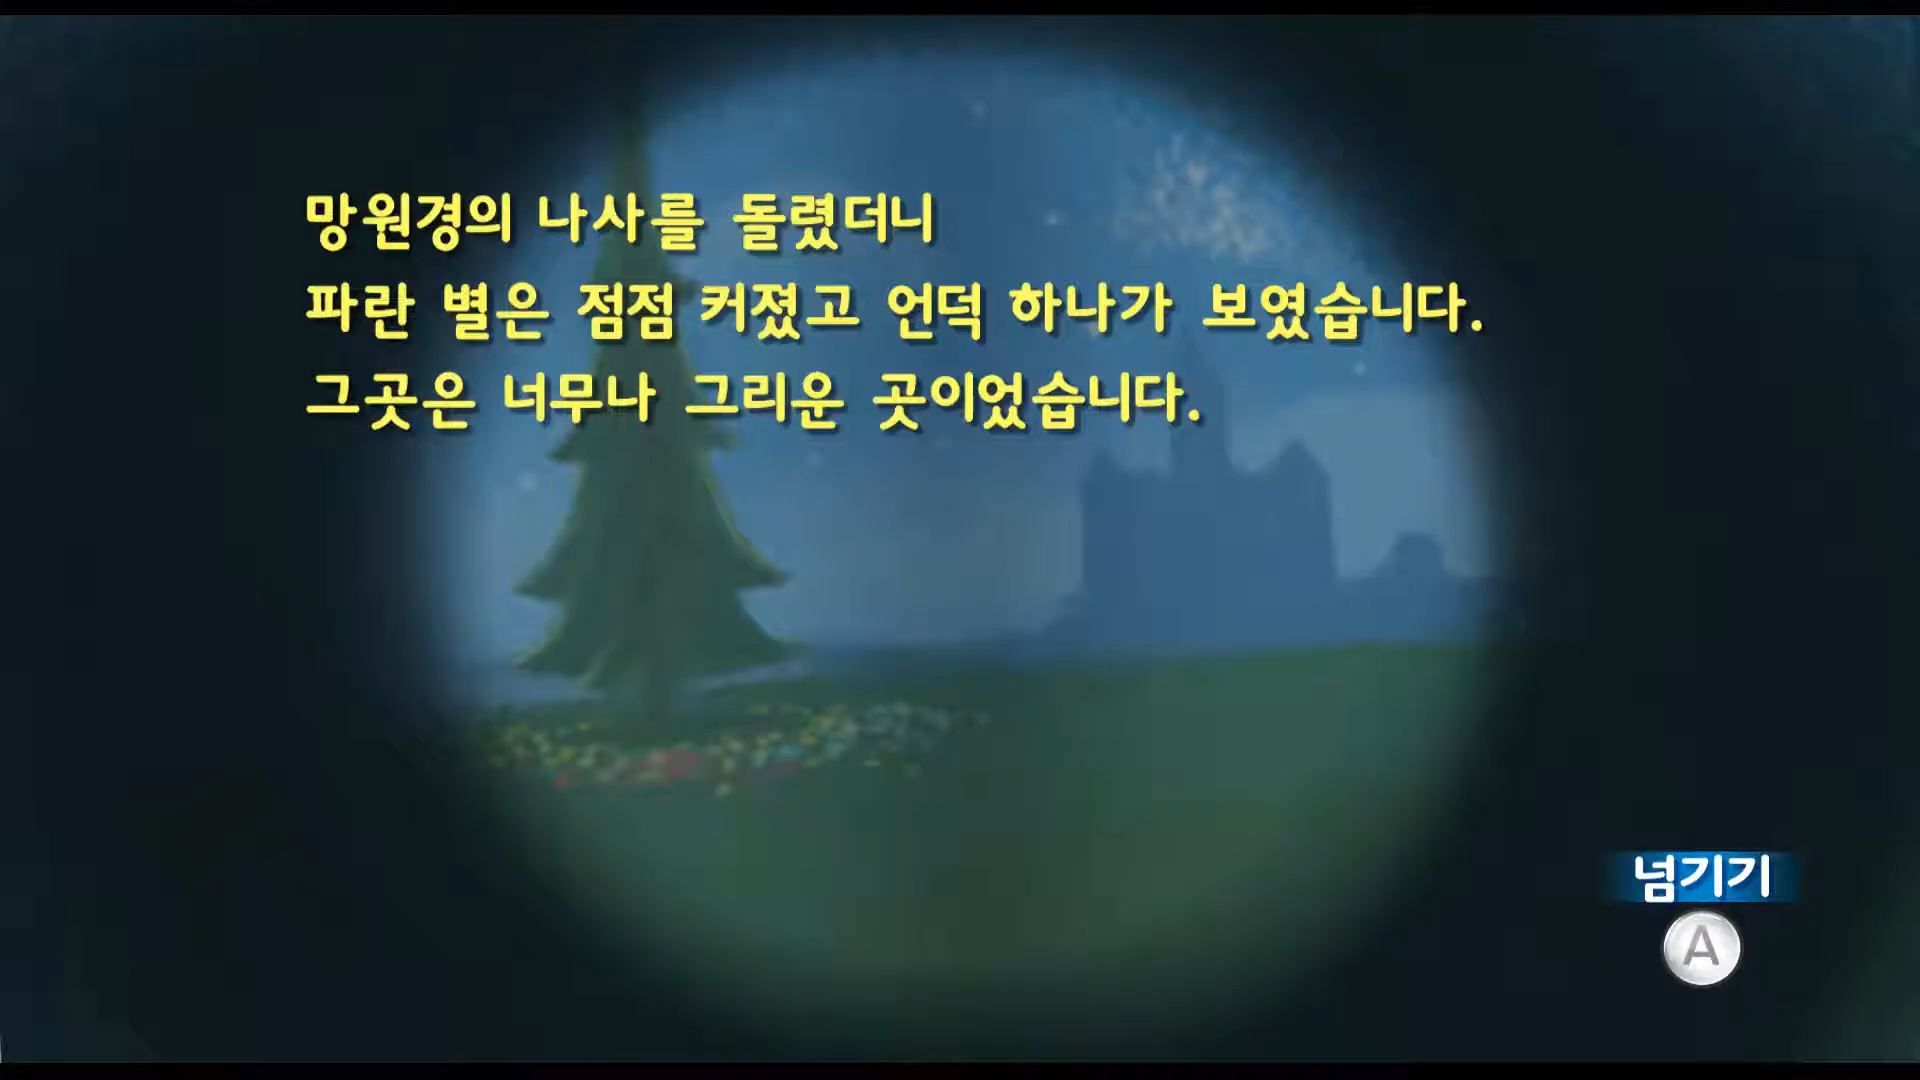 망원경의 나사를 돌렸더니
파란 별은 점점 커졌고 언덕 하나가 보였습니다.
그곳은 너무나 그리운 곳이었습니다.
넘기기
A